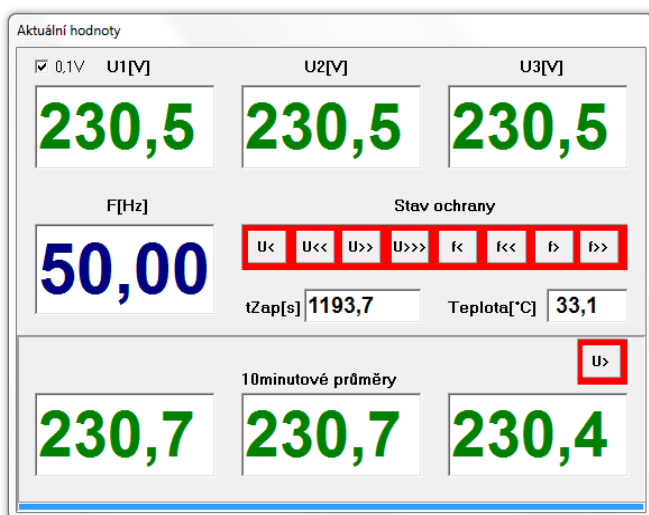 Aktuální hodnoty
0,1V U1[V] U2[V] U3[V]
230,5 230,5 230,5
F[Hz] Stav ochrany
50,00
U< U<< U>> U>>> f< f<< f> f>>
tZap[s] 1193,7 Teplota[°C] 33,1
U>
10minutové průměry
230,7 230,7 230,4